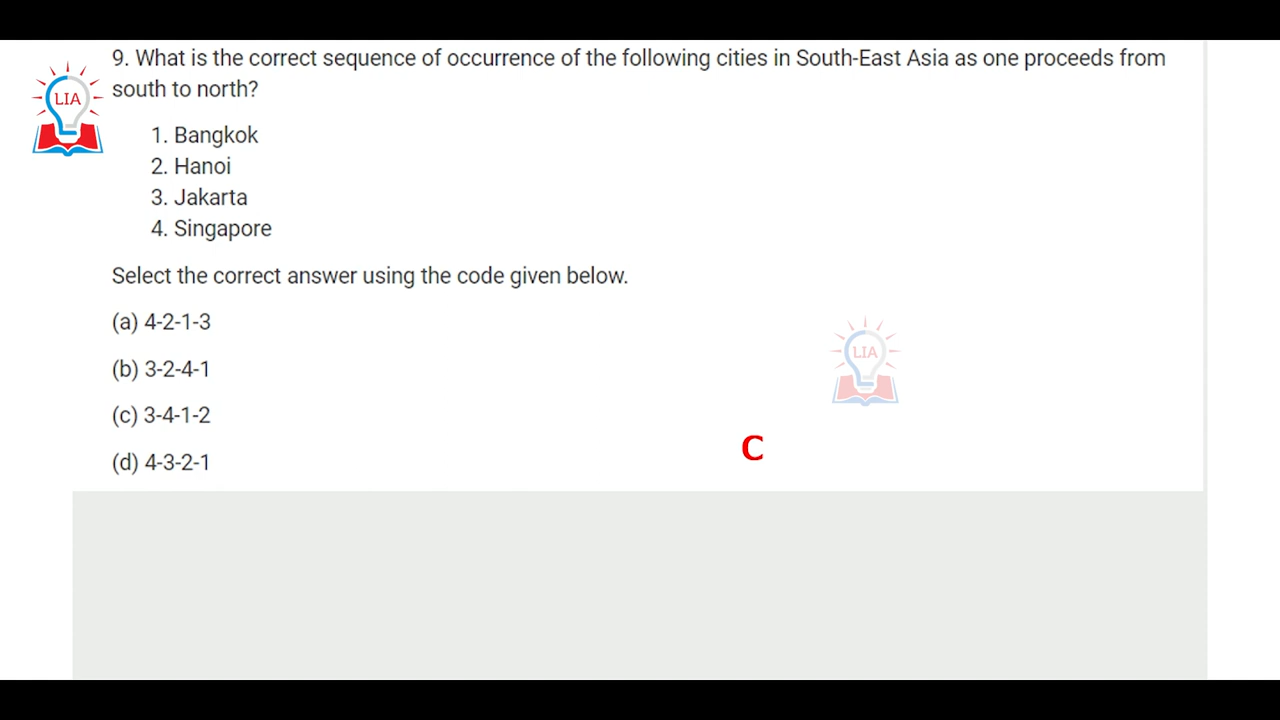 9. What is the correct sequence of occurrence of the following cities in South-East Asia as one proceeds from
south to north?
LIA
1. Bangkok
2. Hanoi
3. Jakarta
4. Singapore
Select the correct answer using the code given below.
(a) 4-2-1-3
(b) 3-2-4-1
(c) 3-4-1-2
(d) 4-3-2-1
LIA
C